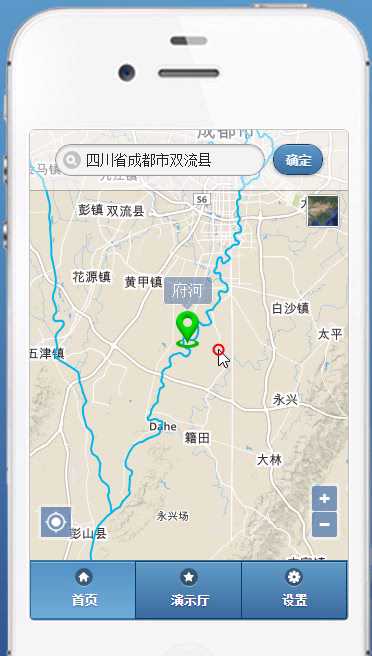 成都市
四川省成都市双流县
确定
S6
彭镇
双流县
花源镇
黄甲镇
府河
白沙镇
太平
五津镇
永兴
Dahe
籍田
大林
永兴场
彭山县
+
−
首页
演示厅
设置